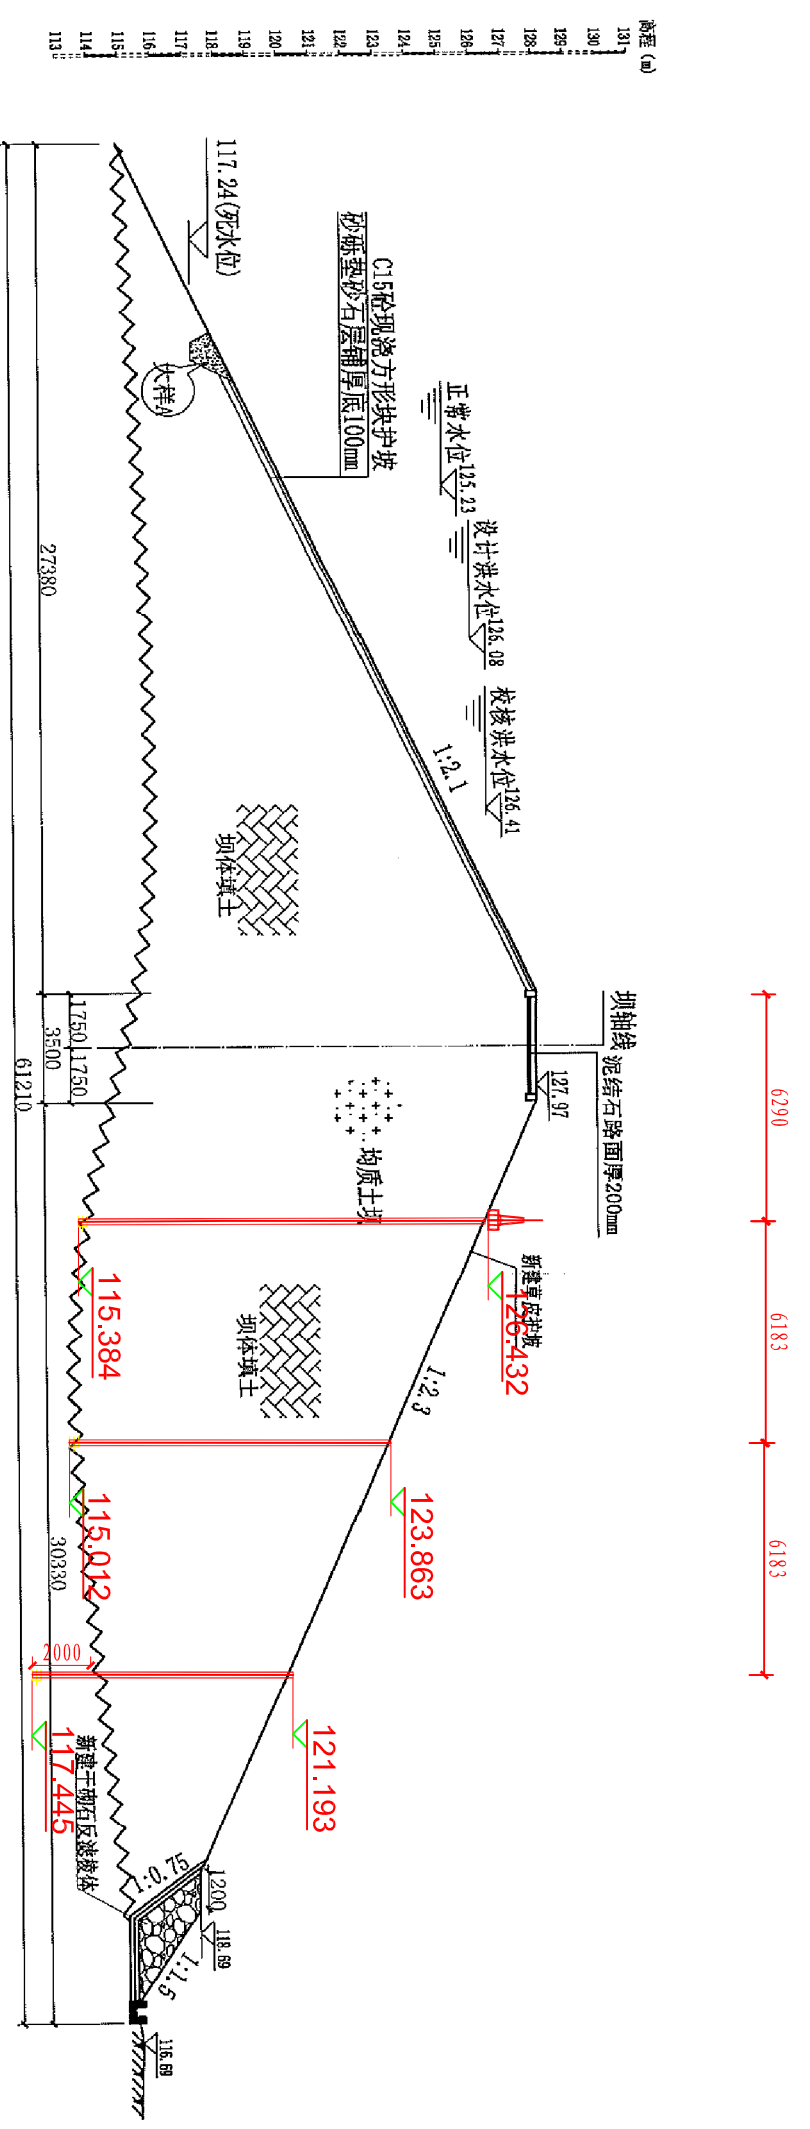 高程 (m)
131
130
129
128
127
126
125
124
123
122
121
120
119
118
117
116
115
114
113
117.24(死水位)
C15砼现浇方形块护坡
砂砾垫砂石层铺厚底100mm
大样A
正常水位125.23
设计洪水位126.08
校核洪水位126.41
1:2.1
坝体填土
坝轴线
泥结石路面厚200mm
127.97
6290
6183
6183
均质土坝
新建草皮护坡
126.432
1:2.3
坝体填土
123.863
121.193
115.384
115.012
117.445
2000
新建干砌石反滤棱体
1:0.75
1200
118.69
1:1.5
116.69
27380
1750
1750
3500
30330
61210